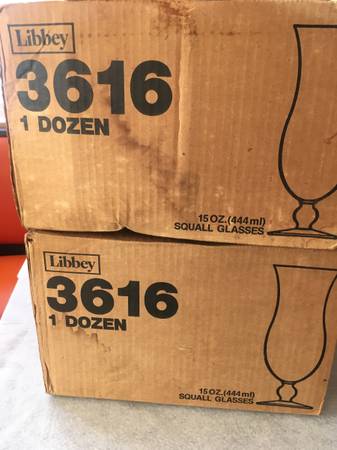 Libbey
3616
1 DOZEN
15 OZ. (444 ml)
SQUALL GLASSES
Libbey
3616
1 DOZEN
15 OZ. (444 ml)
SQUALL GLASSES